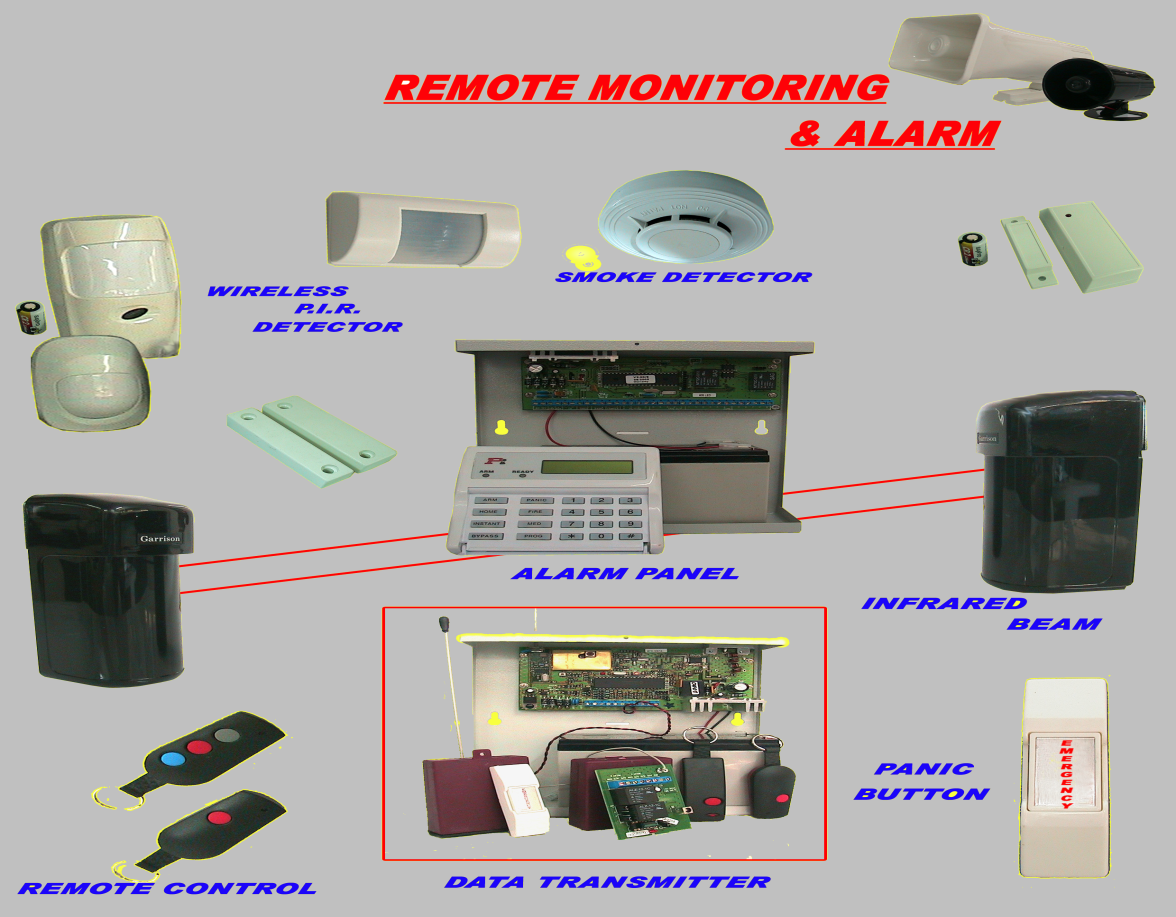 REMOTE MONITORING
& ALARM
SMOKE DETECTOR
WIRELESS
P.I.R.
DETECTOR
ARM
READY
ARM PANIC 1 2 3
HOME FIRE 4 5 6
INSTANT MED 7 8 9
BYPASS PROG * 0 #
Garrison
Garrison
ALARM PANEL
INFRARED
BEAM
EMERGENCY
PANIC
BUTTON
REMOTE CONTROL
DATA TRANSMITTER